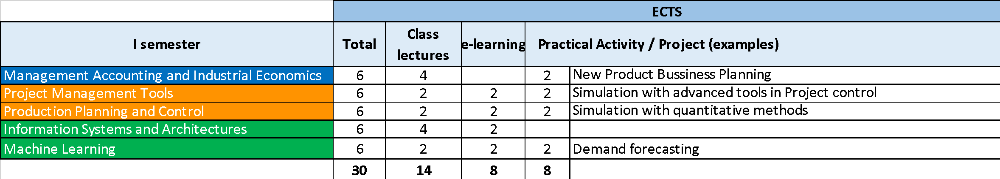 ECTS
I semester Total Class lectures e-learning Practical Activity / Project (examples)
Management Accounting and Industrial Economics 6 4 2 New Product Bussiness Planning
Project Management Tools 6 2 2 2 Simulation with advanced tools in Project control
Production Planning and Control 6 2 2 2 Simulation with quantitative methods
Information Systems and Architectures 6 4 2
Machine Learning 6 2 2 2 Demand forecasting
30 14 8 8